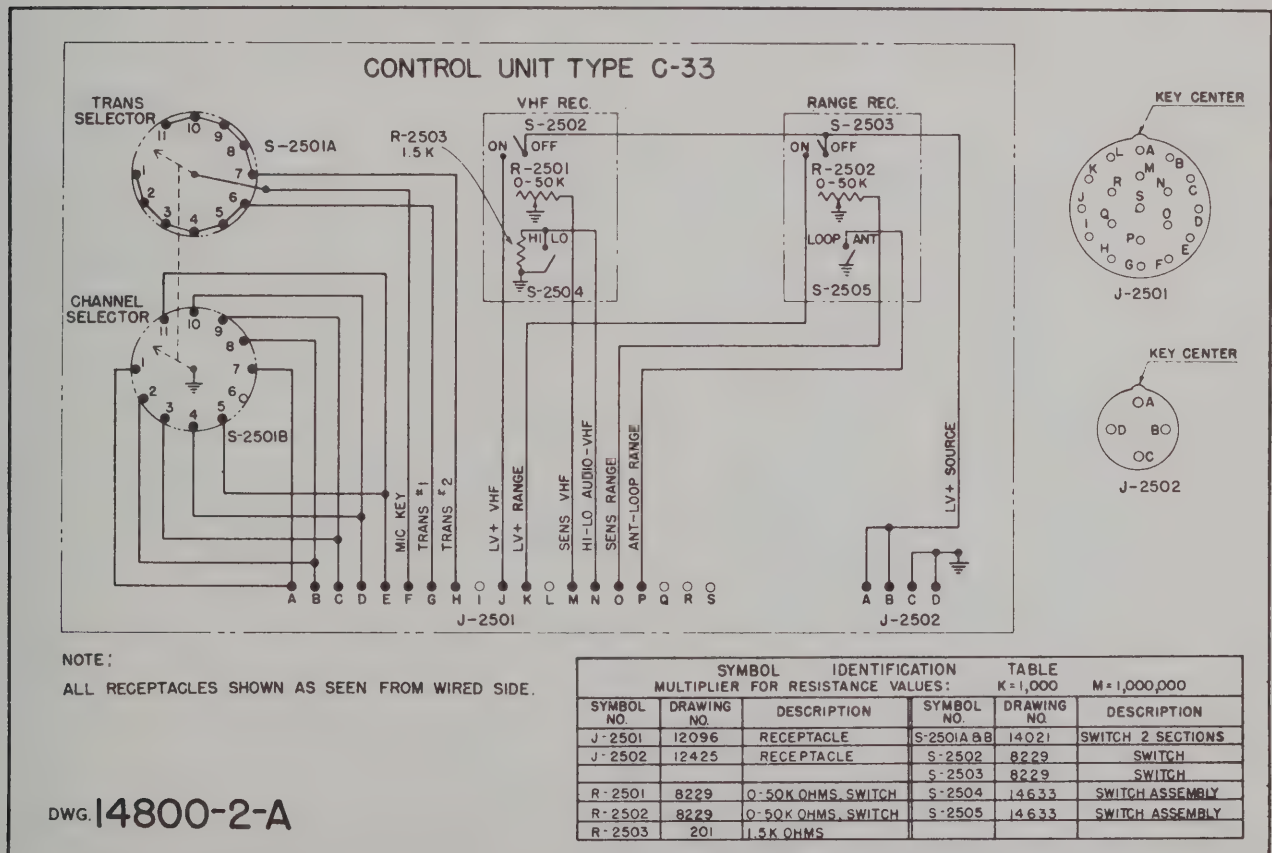 CONTROL UNIT TYPE C-33
TRANS
SELECTOR
11
10
9
8
7
6
5
4
3
2
1
S-2501A
CHANNEL
SELECTOR
11
10
9
8
7
6
5
4
3
2
1
S-2501B
VHF REC.
S-2502
R-2503
1.5 K
ON
OFF
R-2501
0-50K
HI
LO
S-2504
RANGE REC.
S-2503
ON
OFF
R-2502
0-50K
LOOP
ANT
S-2505
MIC KEY
TRANS #1
TRANS #2
LV+ VHF
LV+ RANGE
SENS VHF
HI-LO AUDIO-VHF
SENS RANGE
ANT-LOOP RANGE
LV+ SOURCE
A B C D E F G H I J K L M N O P Q R S
J-2501
A B C D
J-2502
KEY CENTER
A
B
C
D
E
F
G
H
I
J
K
L
M
N
O
P
Q
R
S
J-2501
KEY CENTER
A
B
C
D
J-2502
NOTE:
ALL RECEPTACLES SHOWN AS SEEN FROM WIRED SIDE.
SYMBOL IDENTIFICATION TABLE
MULTIPLIER FOR RESISTANCE VALUES: K=1,000 M=1,000,000
SYMBOL NO. DRAWING NO. DESCRIPTION SYMBOL NO. DRAWING NO. DESCRIPTION
J-2501 12096 RECEPTACLE S-2501A&B 14021 SWITCH 2 SECTIONS
J-2502 12425 RECEPTACLE S-2502 8229 SWITCH
S-2503 8229 SWITCH
R-2501 8229 0-50K OHMS, SWITCH S-2504 14633 SWITCH ASSEMBLY
R-2502 8229 0-50K OHMS, SWITCH S-2505 14633 SWITCH ASSEMBLY
R-2503 201 1.5K OHMS
DWG. 14800-2-A